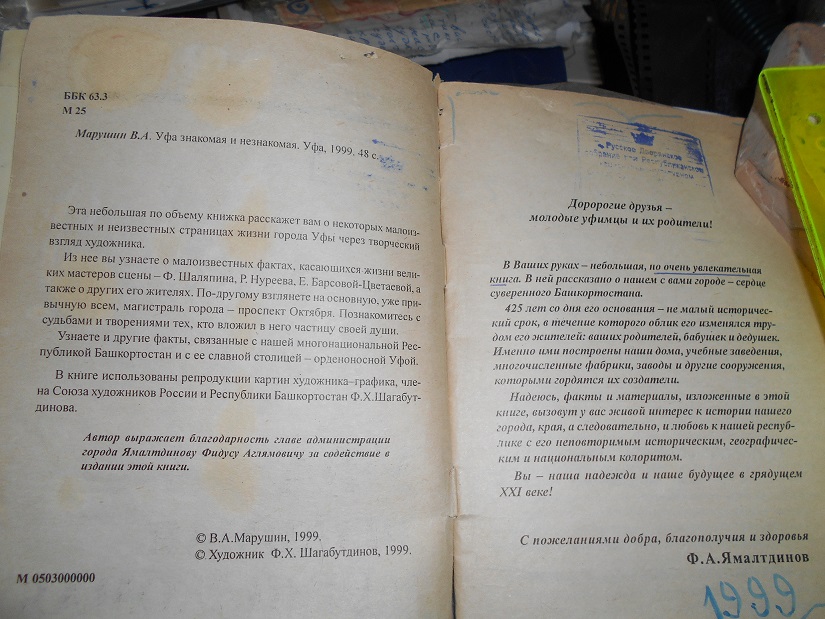 ББК 63.3
М 25
Марушин В.А. Уфа знакомая и незнакомая. Уфа, 1999. 48 с.
Эта небольшая по объему книжка расскажет вам о некоторых малоиз-
вестных и неизвестных страницах жизни города Уфы через творческий
взгляд художника.
Из нее вы узнаете о малоизвестных фактах, касающихся жизни вели-
ких мастеров сцены – Ф. Шаляпина, Р. Нуреева, Е. Барсовой-Цветаевой, а
также о других его жителях. По-другому взглянете на основную, уже при-
вычную всем, магистраль города – проспект Октября. Познакомитесь с
судьбами и творениями тех, кто вложил в него частицу своей души.
Узнаете и другие факты, связанные с нашей многонациональной Рес-
публикой Башкортостан и с ее славной столицей – орденоносной Уфой.
В книге использованы репродукции картин художника–графика, чле-
на Союза художников России и Республики Башкортостан Ф.Х.Шагабут-
динова.
Автор выражает благодарность главе администрации
города Ямалтдинову Фидусу Аглямовичу за содействие в
издании этой книги.
© В.А.Марушин, 1999.
© Художник Ф.Х. Шагабутдинов, 1999.
М 0503000000
Русское Дворянское
Доророгие друзья –
молодые уфимцы и их родители!
В Ваших руках – небольшая, но очень увлекательная
книга. В ней рассказано о нашем с вами городе – сердце
суверенного Башкортостана.
425 лет со дня его основания – не малый историчес-
кий срок, в течение которого облик его изменялся тру-
дом его жителей: ваших родителей, бабушек и дедушек.
Именно ими построены наши дома, учебные заведения,
многочисленные фабрики, заводы и другие сооружения,
которыми гордятся их создатели.
Надеюсь, факты и материалы, изложенные в этой
книге, вызовут у вас живой интерес к истории нашего
города, края, а следовательно, и любовь к нашей респуб-
лике с его неповторимым историческим, географичес-
ким и национальным колоритом.
Вы – наша надежда и наше будущее в грядущем
XXI веке!
С пожеланиями добра, благополучия и здоровья
Ф.А.Ямалтдинов
1999